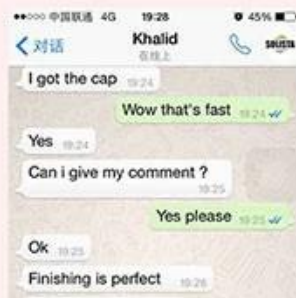 中国联通 4G 19:28 45%
对话 Khalid
在线上
SOLISTA
I got the cap 19:24
Wow that's fast 19:24
Yes 19:24
Can i give my comment ?
19:25
Yes please 19:25
Ok 19:25
Finishing is perfect 19:26